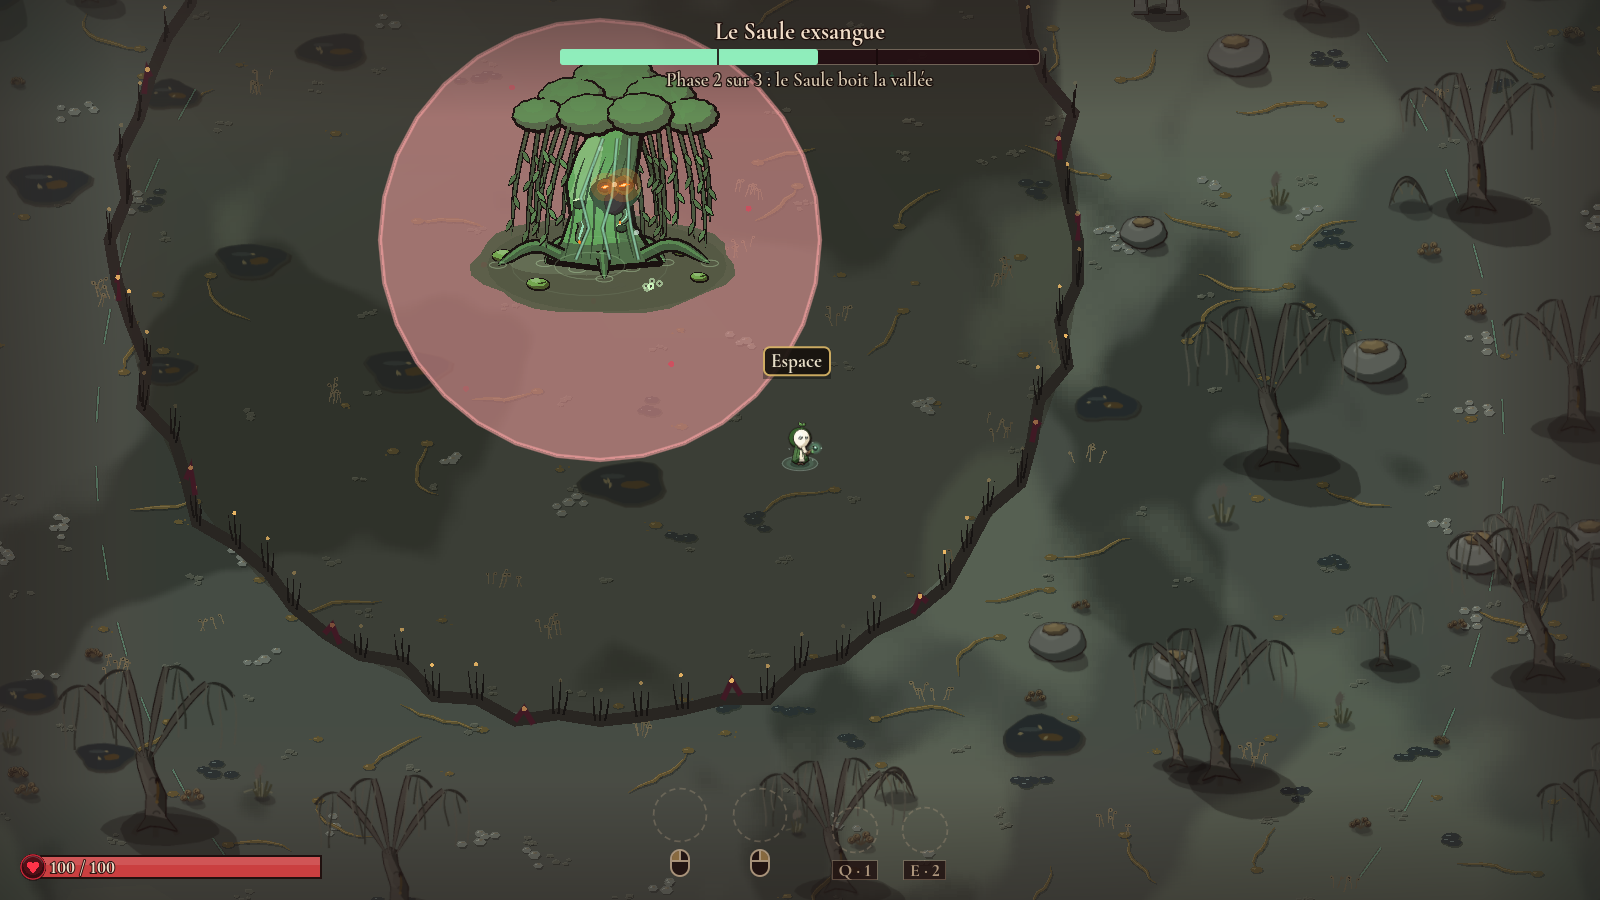 Le Saule exsangue
Phase 2 sur 3 : le Saule boit la vallée
Espace
100 / 100
Q · 1
E · 2